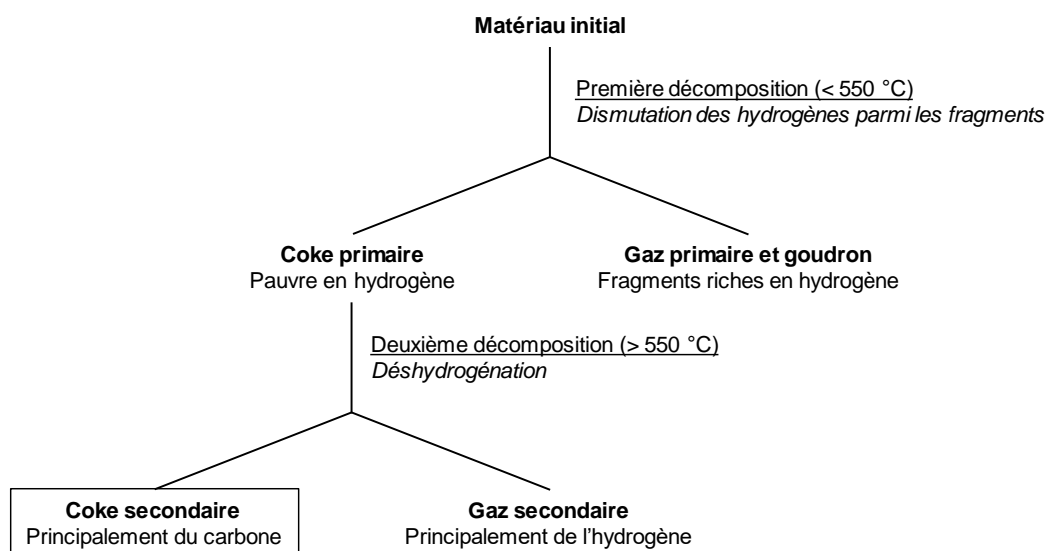 Matériau initial
Première décomposition (< 550 °C)
Dismutation des hydrogènes parmi les fragments
Coke primaire
Pauvre en hydrogène
Gaz primaire et goudron
Fragments riches en hydrogène
Deuxième décomposition (> 550 °C)
Déshydrogénation
Coke secondaire
Principalement du carbone
Gaz secondaire
Principalement de l'hydrogène